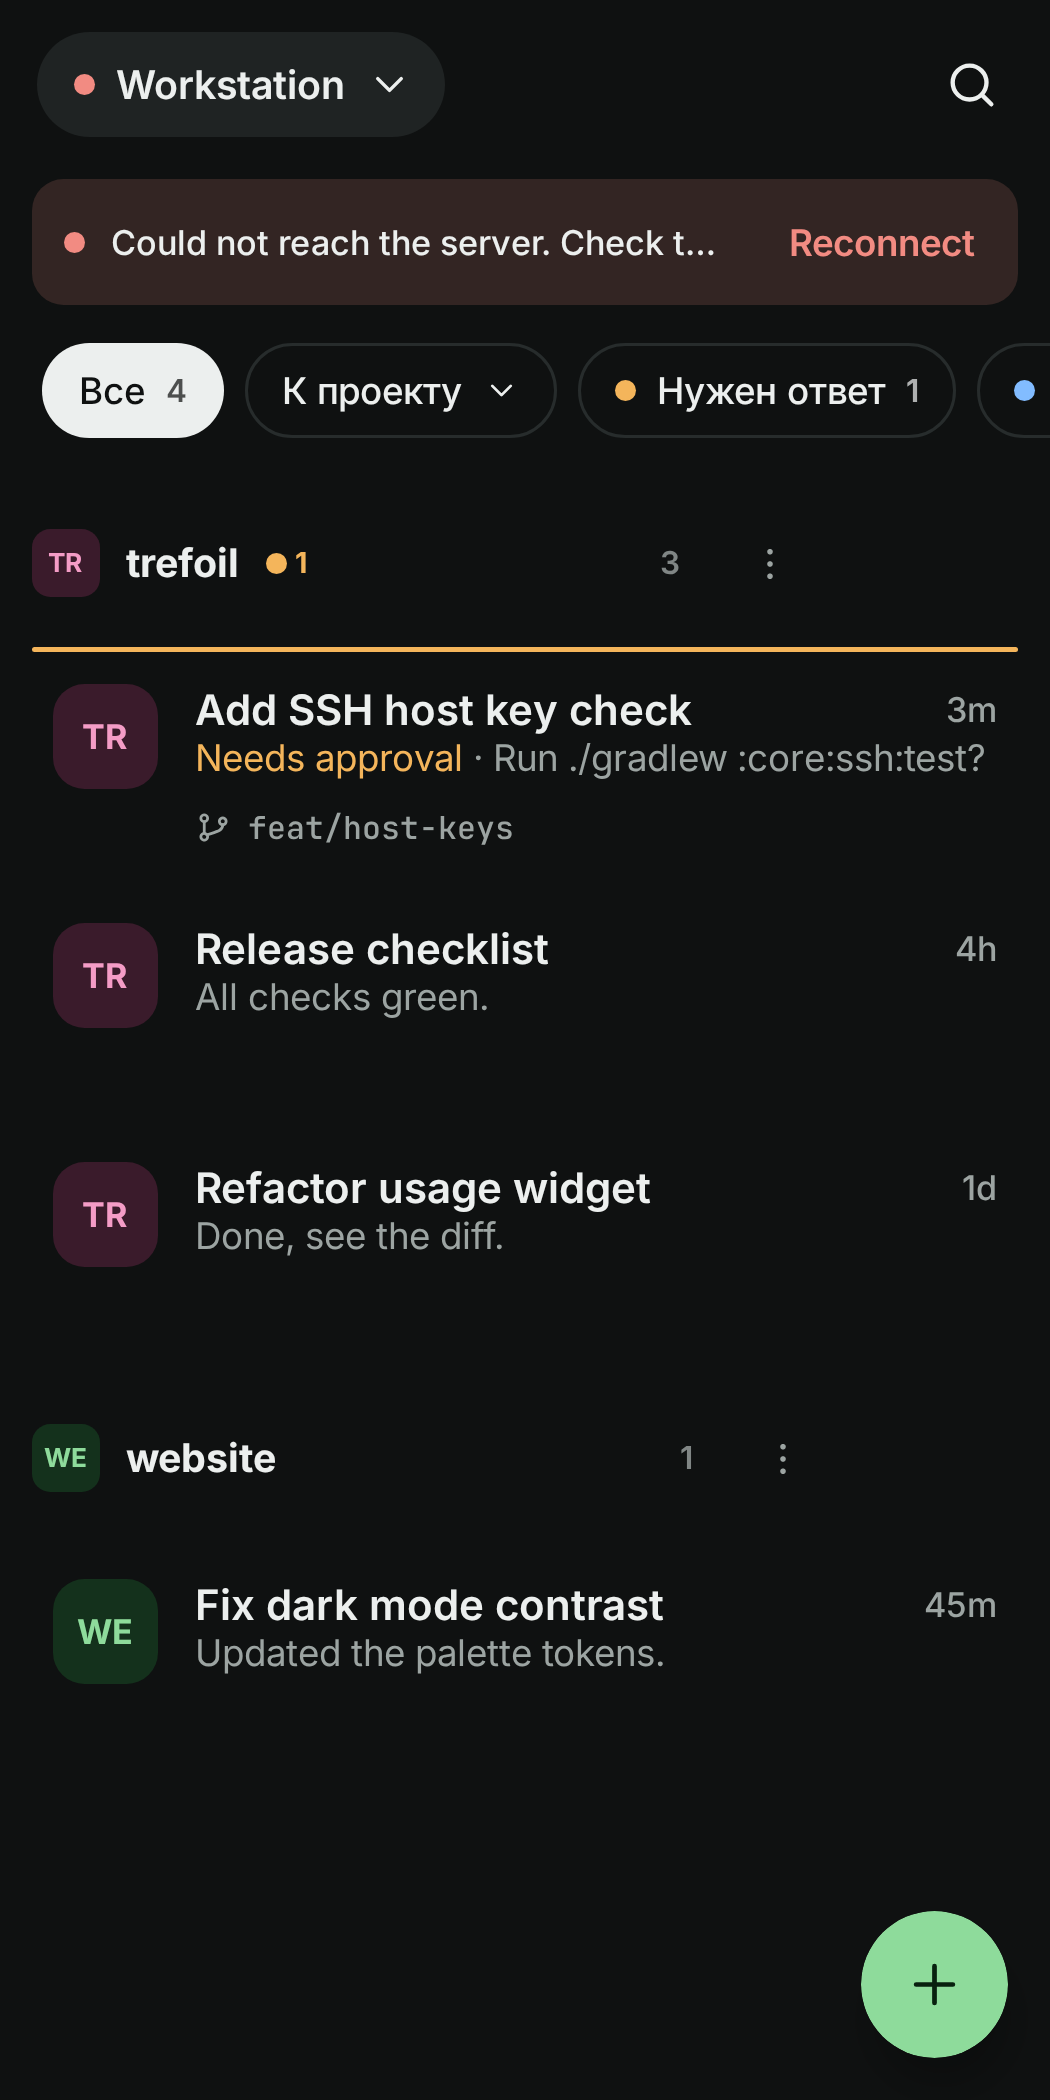 Workstation
Could not reach the server. Check t... Reconnect
Все 4 К проекту Нужен ответ 1
TR trefoil 1 3
TR Add SSH host key check 3m
Needs approval · Run ./gradlew :core:ssh:test?
feat/host-keys
TR Release checklist 4h
All checks green.
TR Refactor usage widget 1d
Done, see the diff.
WE website 1
WE Fix dark mode contrast 45m
Updated the palette tokens.